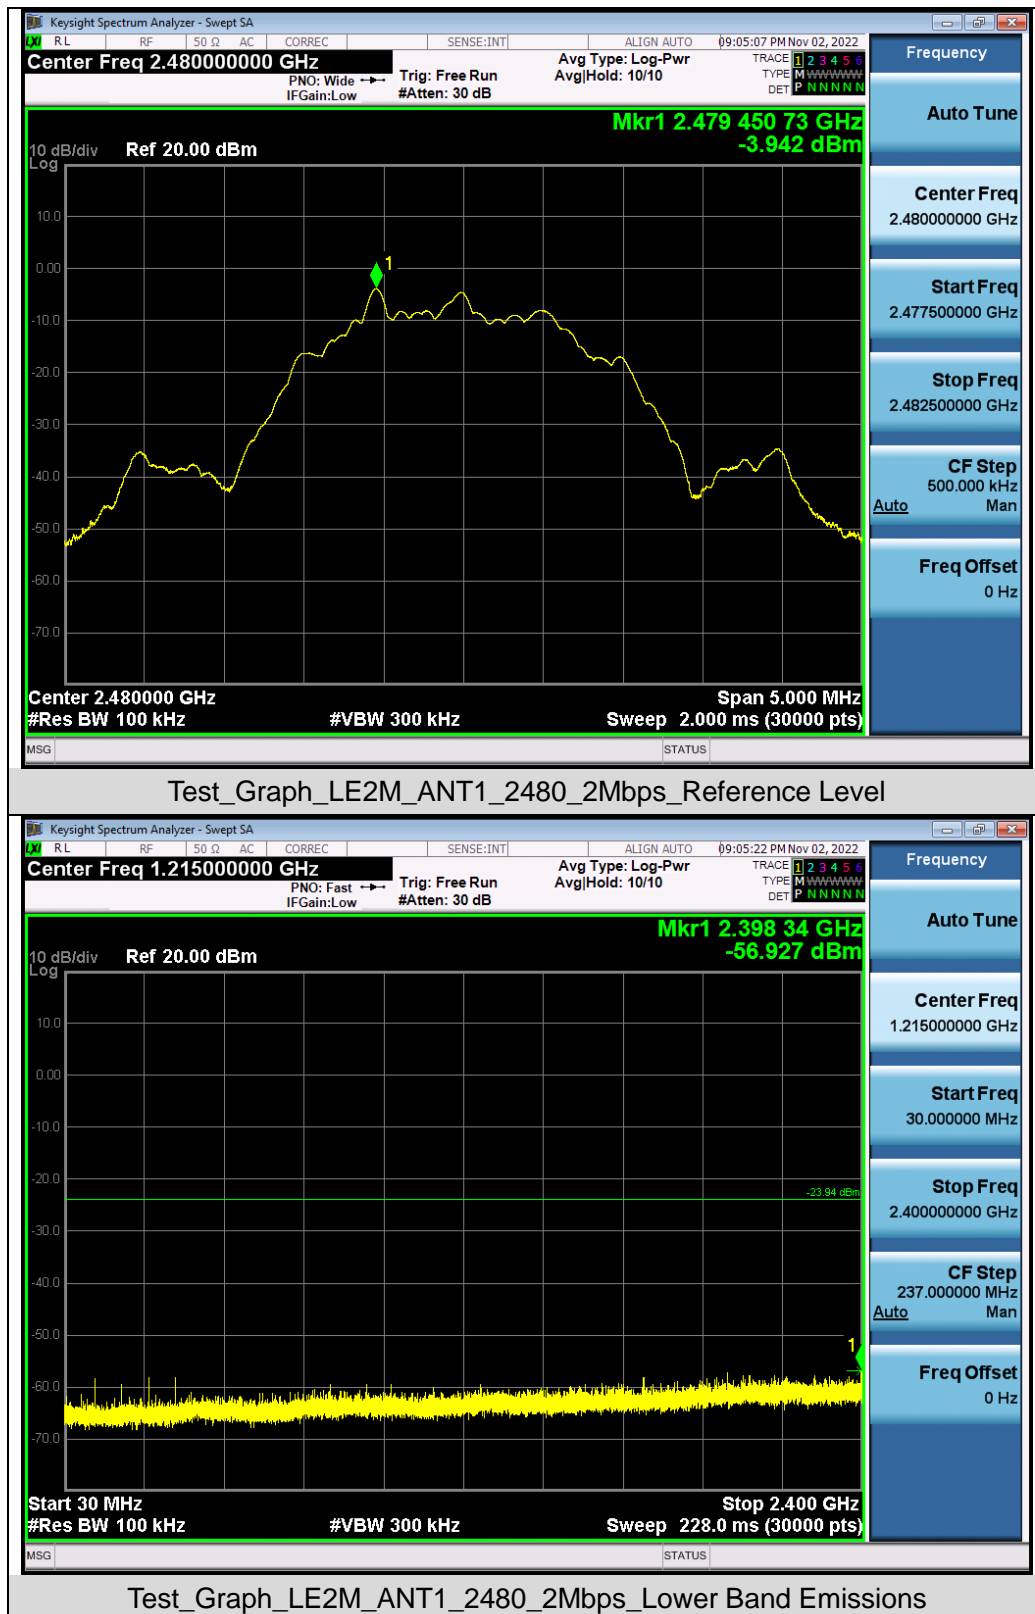 Keysight Spectrum Analyzer - Swept SA
LXI RL RF 50 Ω AC CORREC SENSE:INT ALIGN AUTO 09:05:07 PM Nov 02, 2022
Center Freq 2.480000000 GHz
PNO: Wide
IFGain:Low
Trig: Free Run
#Atten: 30 dB
Avg Type: Log-Pwr
Avg|Hold: 10/10
TRACE 1 2 3 4 5 6
TYPE M WWWWW
DET P N N N N N
Mkr1 2.479 450 73 GHz
-3.942 dBm
10 dB/div Ref 20.00 dBm
Log
10.0
0.00
-10.0
-20.0
-30.0
-40.0
-50.0
-60.0
-70.0
1
Center 2.480000 GHz Span 5.000 MHz
#Res BW 100 kHz #VBW 300 kHz Sweep 2.000 ms (30000 pts)
MSG STATUS
Frequency
Auto Tune
Center Freq
2.480000000 GHz
Start Freq
2.477500000 GHz
Stop Freq
2.482500000 GHz
CF Step
500.000 kHz
Auto Man
Freq Offset
0 Hz
Test_Graph_LE2M_ANT1_2480_2Mbps_Reference Level
Keysight Spectrum Analyzer - Swept SA
LXI RL RF 50 Ω AC CORREC SENSE:INT ALIGN AUTO 09:05:22 PM Nov 02, 2022
Center Freq 1.215000000 GHz
PNO: Fast
IFGain:Low
Trig: Free Run
#Atten: 30 dB
Avg Type: Log-Pwr
Avg|Hold: 10/10
TRACE 1 2 3 4 5 6
TYPE M WWWWW
DET P N N N N N
Mkr1 2.398 34 GHz
-56.927 dBm
10 dB/div Ref 20.00 dBm
Log
10.0
0.00
-10.0
-20.0
-30.0
-40.0
-50.0
-60.0
-70.0
-23.94 dBm
1
Start 30 MHz Stop 2.400 GHz
#Res BW 100 kHz #VBW 300 kHz Sweep 228.0 ms (30000 pts)
MSG STATUS
Frequency
Auto Tune
Center Freq
1.215000000 GHz
Start Freq
30.000000 MHz
Stop Freq
2.400000000 GHz
CF Step
237.000000 MHz
Auto Man
Freq Offset
0 Hz
Test_Graph_LE2M_ANT1_2480_2Mbps_Lower Band Emissions